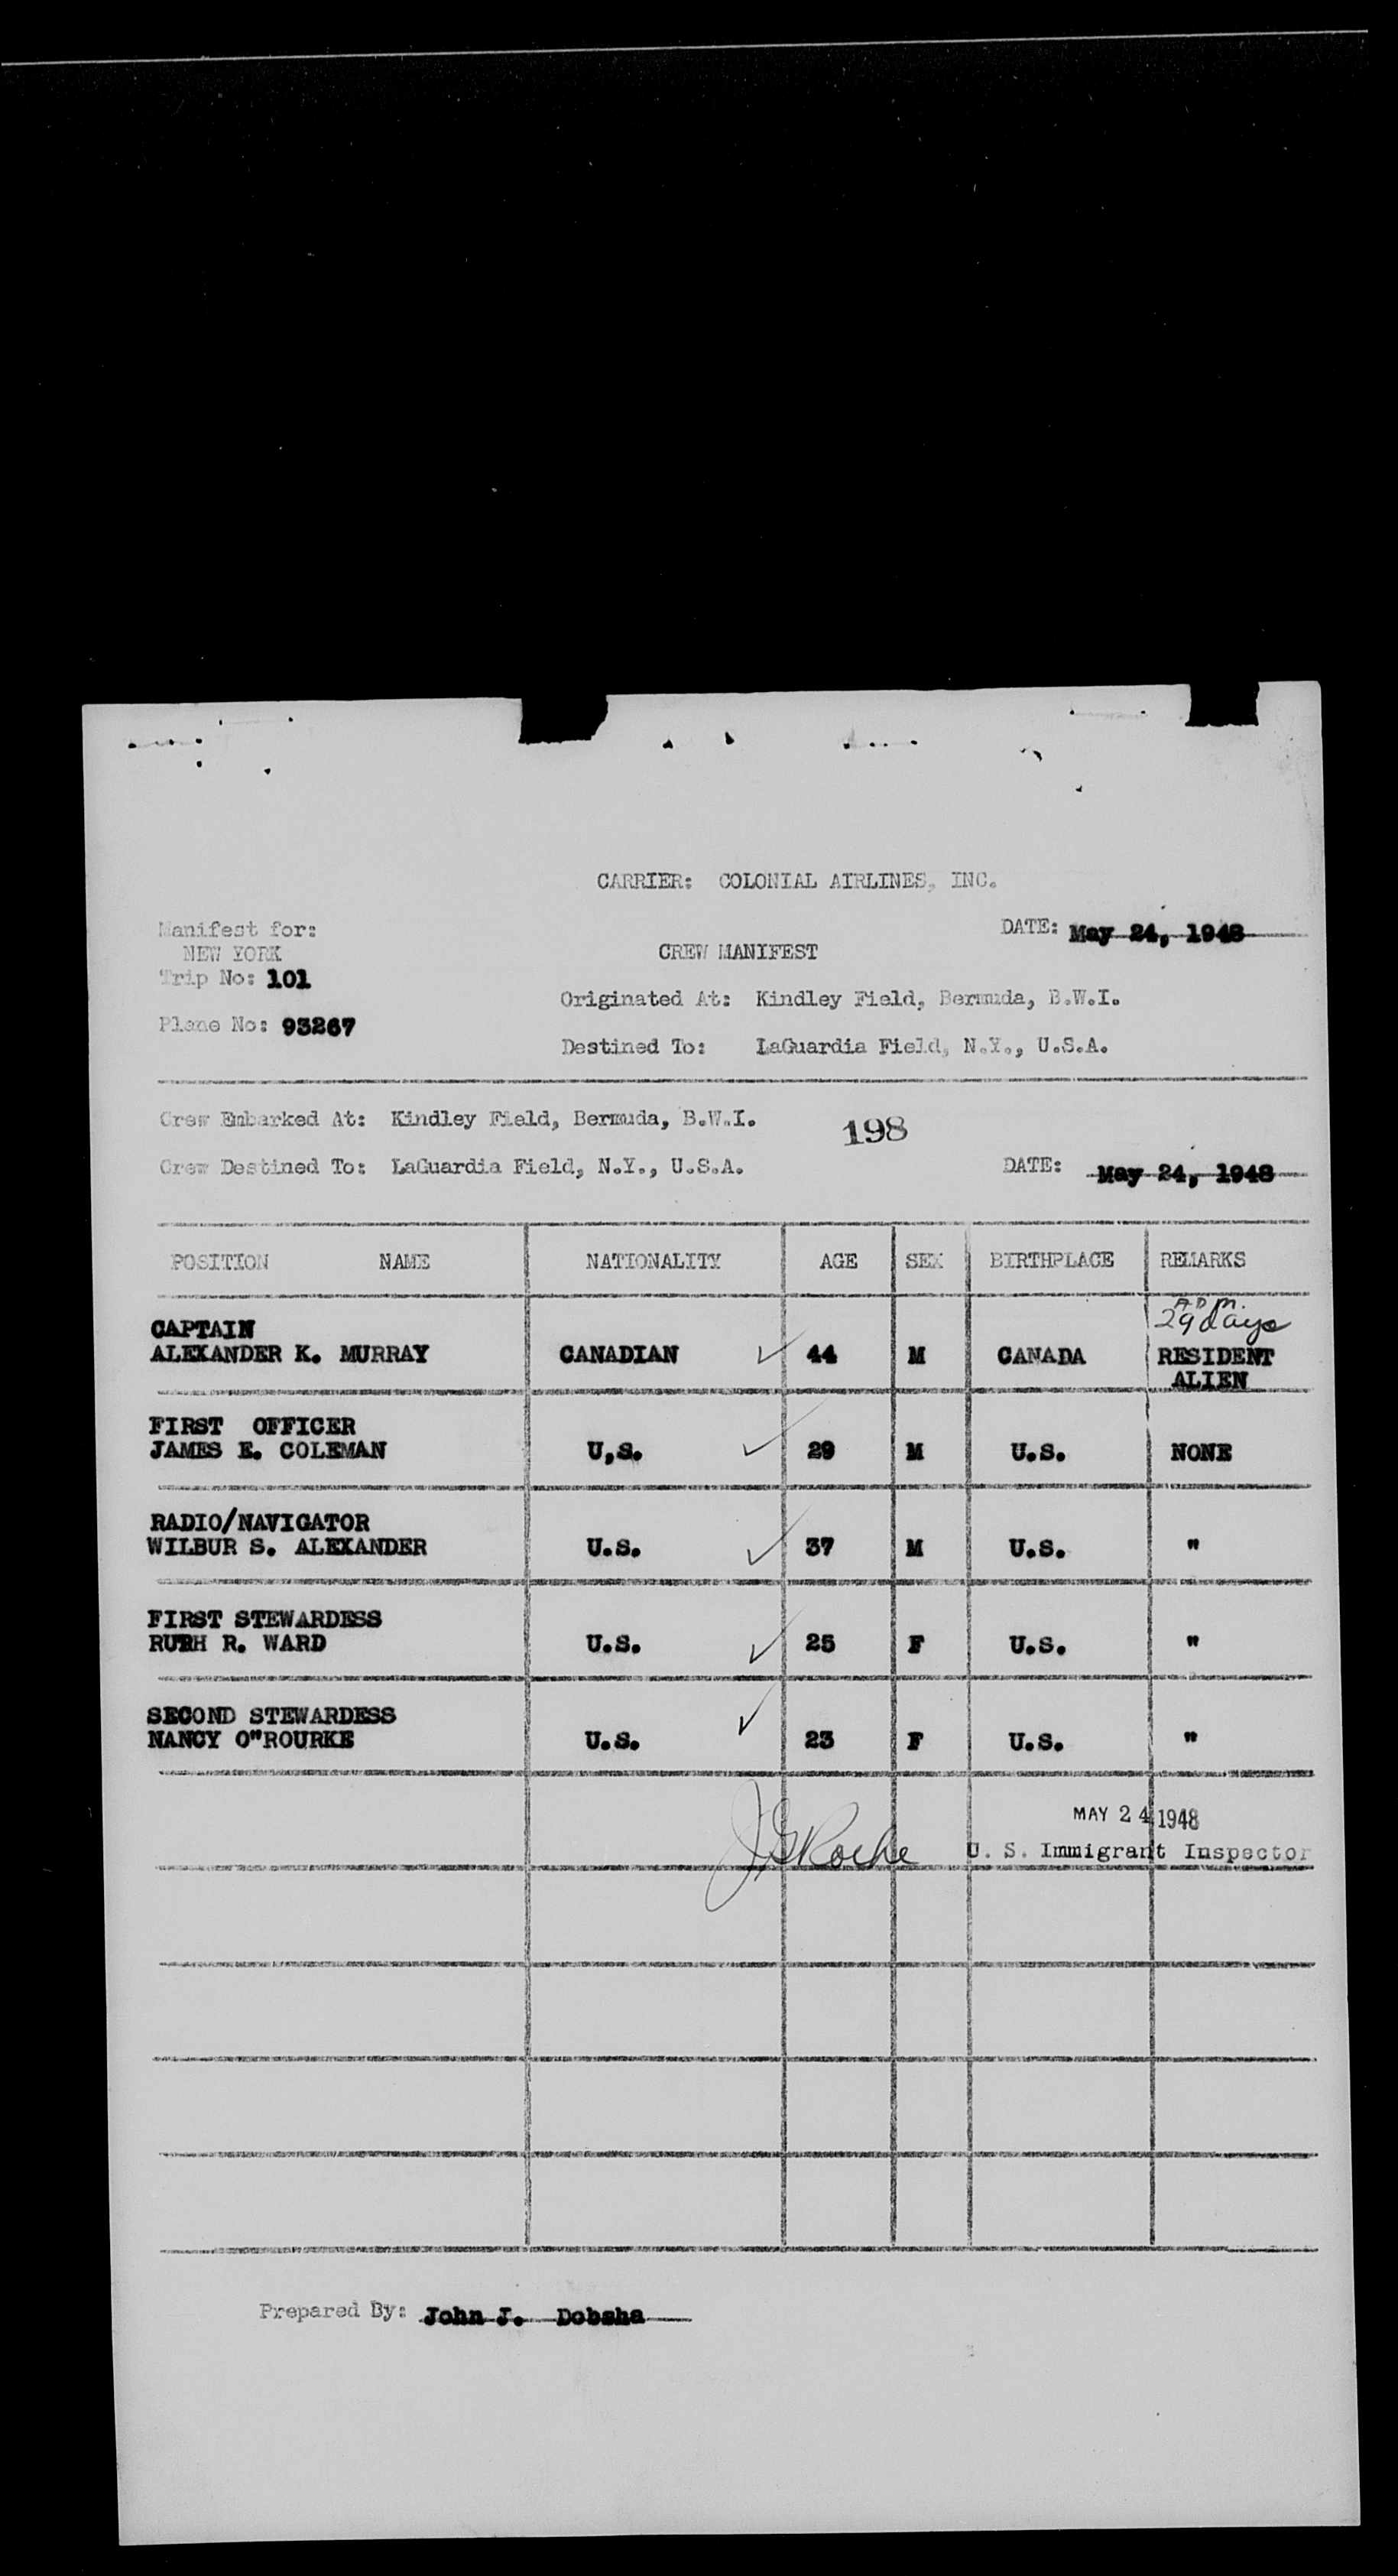 CARRIER: COLONIAL AIRLINES, INC.
Manifest for:
NEW YORK
DATE: May 24, 1948
CREW MANIFEST
Trip No: 101
Originated At: Kindley Field, Bermuda, B.W.I.
Plane No: 93267
Destined To: LaGuardia Field, N.Y., U.S.A.
Crew Embarked At: Kindley Field, Bermuda, B.W.I.
198
Crew Destined To: LaGuardia Field, N.Y., U.S.A.
DATE: May 24, 1948
POSITION NAME NATIONALITY AGE SEX BIRTHPLACE REMARKS
ADM.
29 days
CAPTAIN
ALEXANDER K. MURRAY CANADIAN ✓ 44 M CANADA RESIDENT
ALIEN
FIRST OFFICER
JAMES E. COLEMAN U,S. ✓ 29 M U.S. NONE
RADIO/NAVIGATOR
WILBUR S. ALEXANDER U.S. ✓ 37 M U.S. "
FIRST STEWARDESS
RUTH R. WARD U.S. ✓ 25 F U.S. "
SECOND STEWARDESS
NANCY O"ROURKE U.S. ✓ 23 F U.S. "
MAY 24 1948
JGRoche U. S. Immigrant Inspector
Prepared By: John J. Dobsha